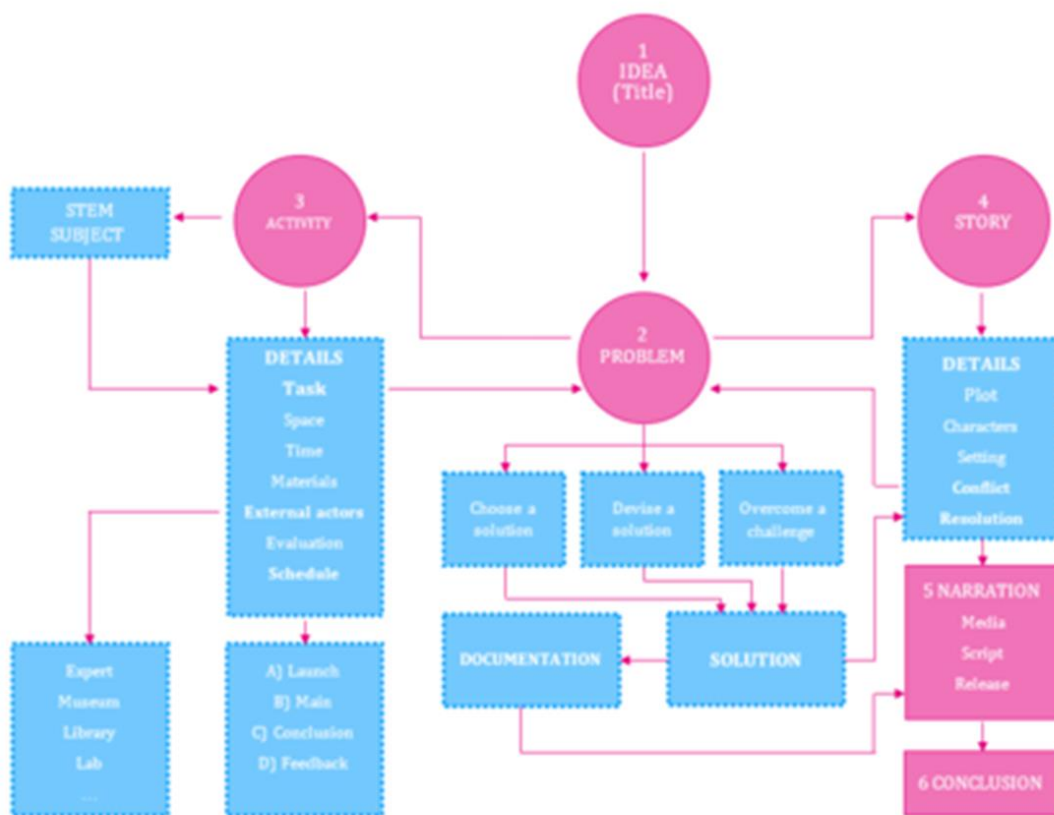 1
IDEA
(Title)
STEM
SUBJECT
3
ACTIVITY
4
STORY
2
PROBLEM
DETAILS
Task
Space
Time
Materials
External actors
Evaluation
Schedule
DETAILS
Plot
Characters
Setting
Conflict
Resolution
Choose a
solution
Devise a
solution
Overcome a
challenge
DOCUMENTATION
SOLUTION
5 NARRATION
Media
Script
Release
Expert
Museum
Library
Lab
...
A) Launch
B) Main
C) Conclusion
D) Feedback
6 CONCLUSION